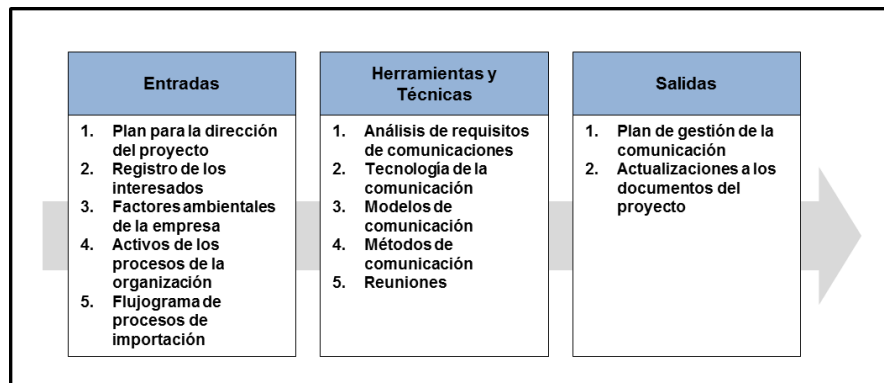 Entradas
1. Plan para la dirección
del proyecto
2. Registro de los
interesados
3. Factores ambientales
de la empresa
4. Activos de los
procesos de la
organización
5. Flujograma de
procesos de
importación
Herramientas y
Técnicas
1. Análisis de requisitos
de comunicaciones
2. Tecnología de la
comunicación
3. Modelos de
comunicación
4. Métodos de
comunicación
5. Reuniones
Salidas
1. Plan de gestión de la
comunicación
2. Actualizaciones a los
documentos del
proyecto